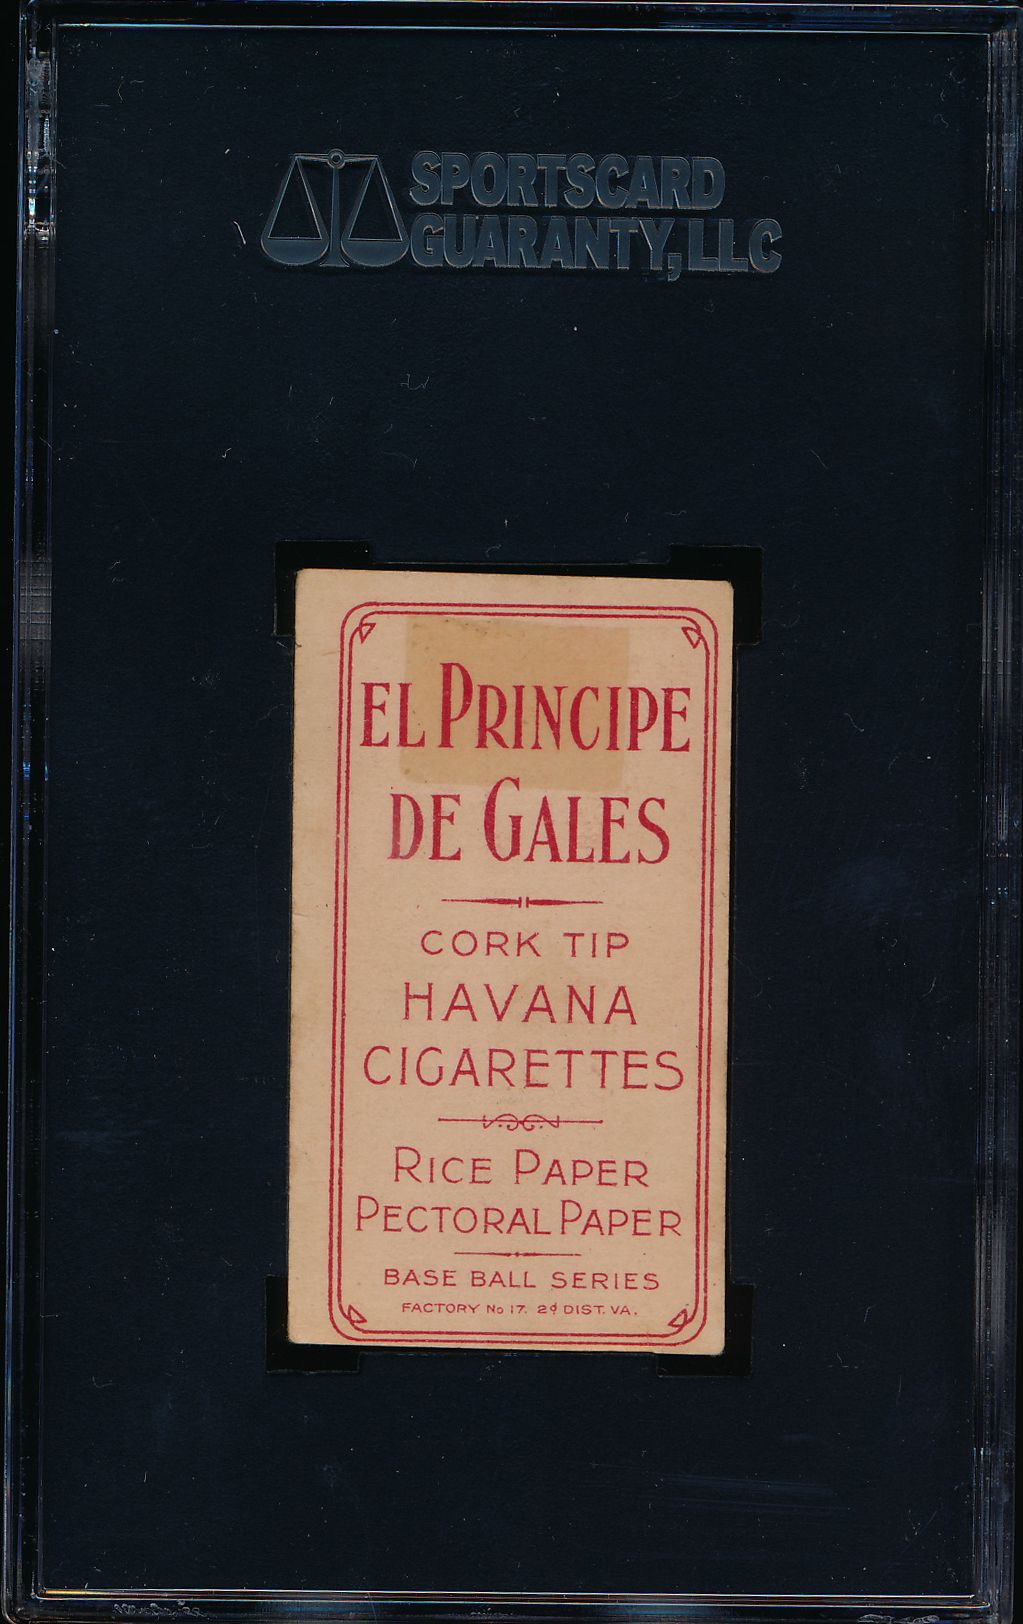 SPORTSCARD
GUARANTY, LLC
EL PRINCIPE
DE GALES
CORK TIP
HAVANA
CIGARETTES
RICE PAPER
PECTORAL PAPER
BASE BALL SERIES
FACTORY No 17. 2d DIST. VA.